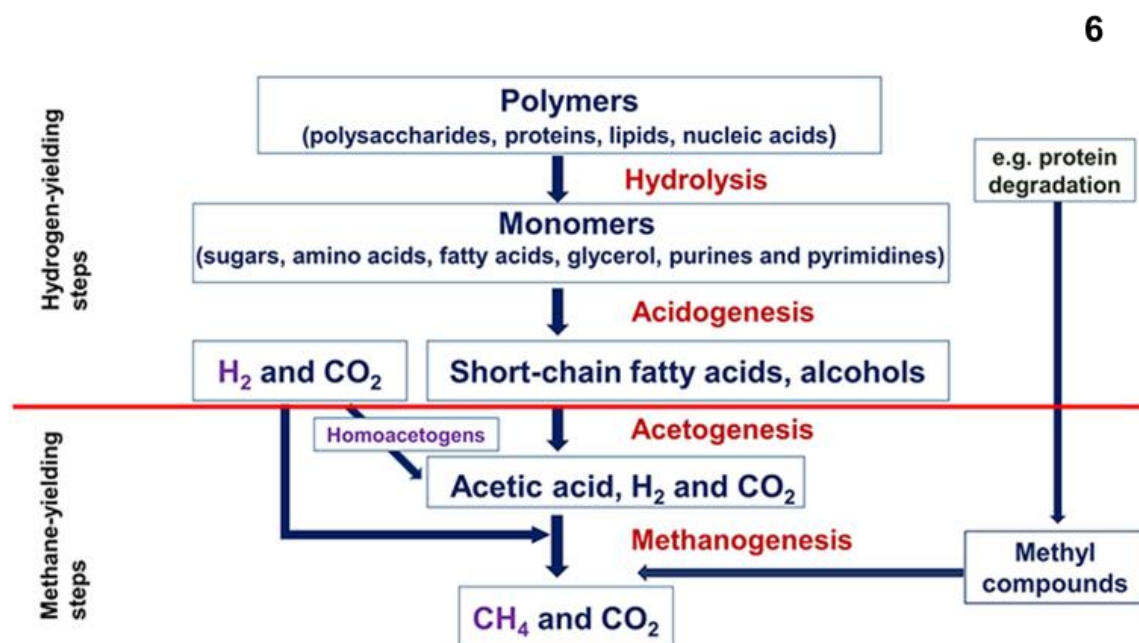 6
Hydrogen-yielding
steps
Polymers
(polysaccharides, proteins, lipids, nucleic acids)
e.g. protein
degradation
Hydrolysis
Monomers
(sugars, amino acids, fatty acids, glycerol, purines and pyrimidines)
Acidogenesis
H₂ and CO₂
Short-chain fatty acids, alcohols
Methane-yielding
steps
Homoacetogens
Acetogenesis
Acetic acid, H₂ and CO₂
Methanogenesis
Methyl
compounds
CH₄ and CO₂